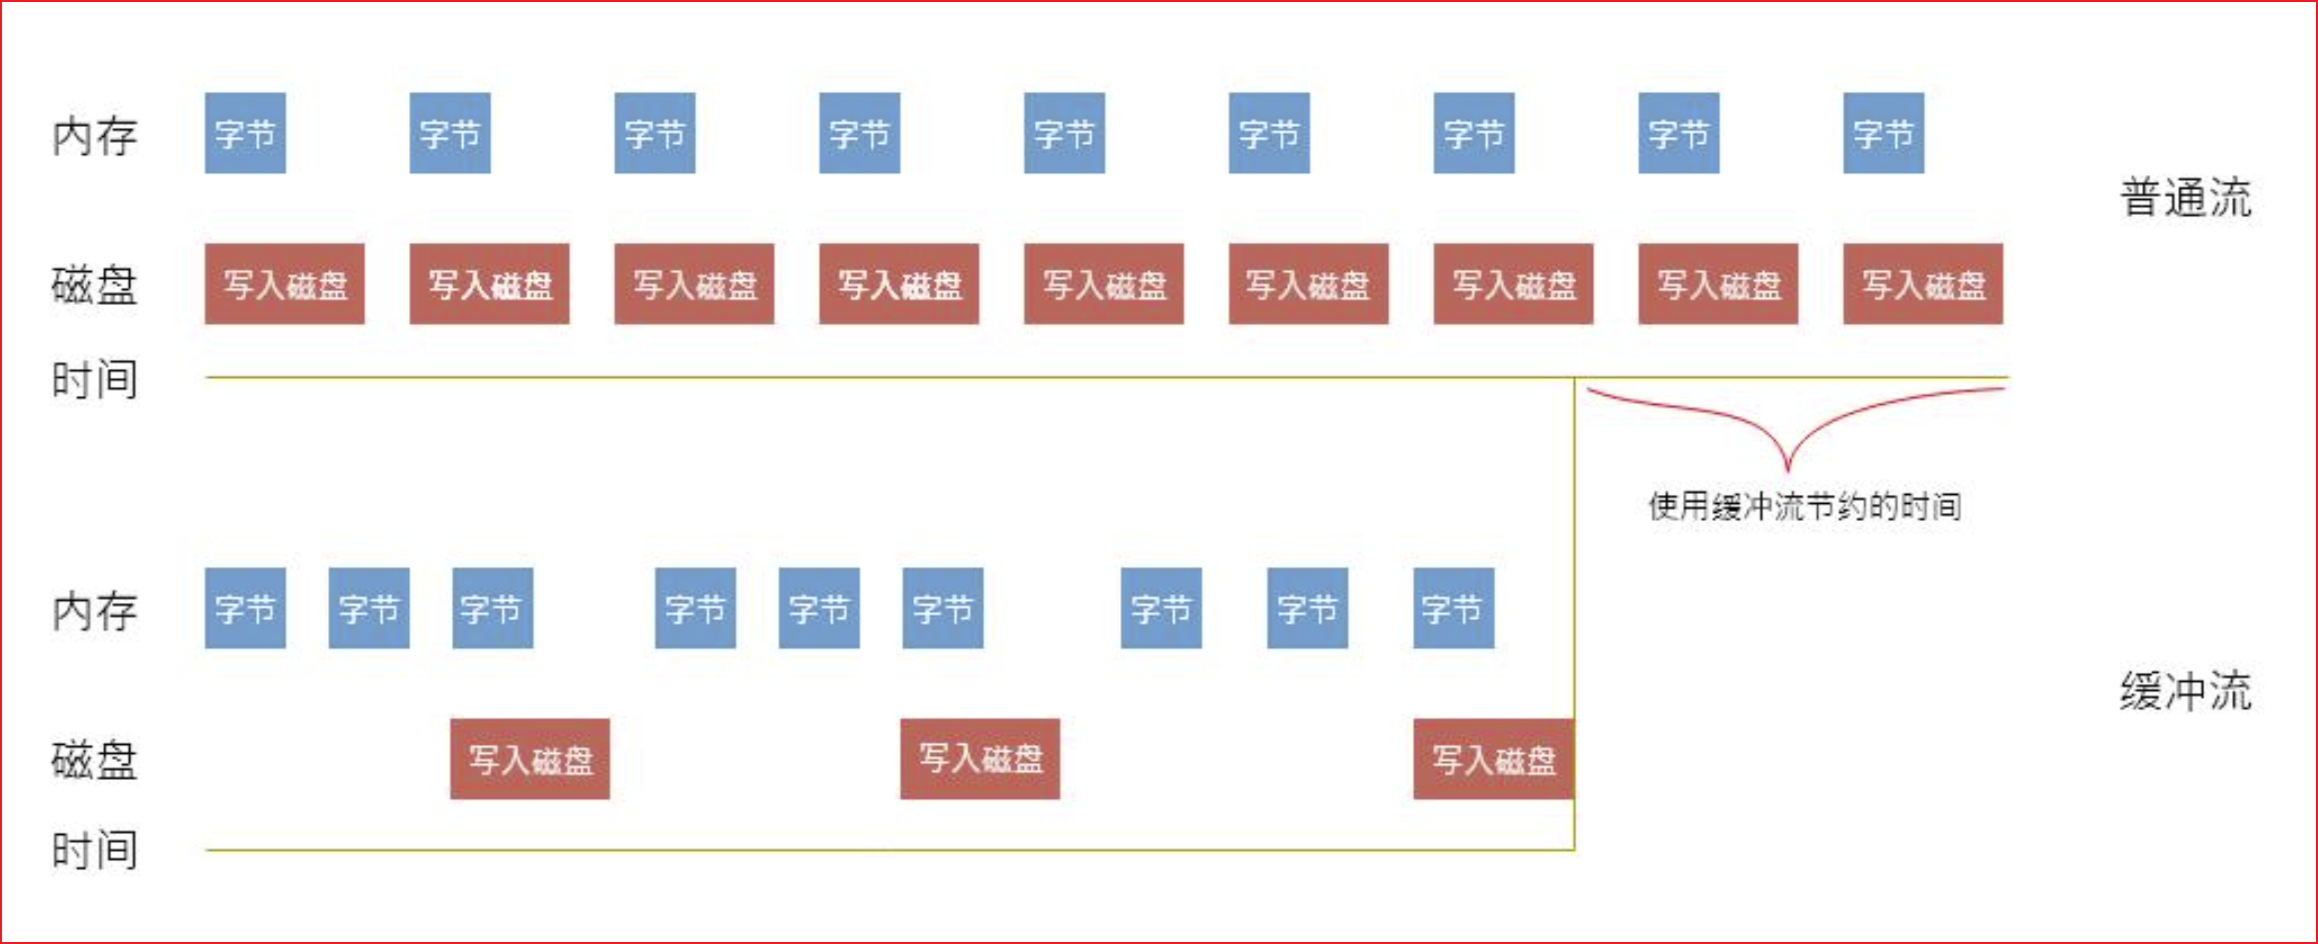 内存 字节 字节 字节 字节 字节 字节 字节 字节 字节
普通流
磁盘 写入磁盘 写入磁盘 写入磁盘 写入磁盘 写入磁盘 写入磁盘 写入磁盘 写入磁盘 写入磁盘
时间
使用缓冲流节约的时间
内存 字节 字节 字节 字节 字节 字节 字节 字节 字节
缓冲流
磁盘 写入磁盘 写入磁盘 写入磁盘
时间